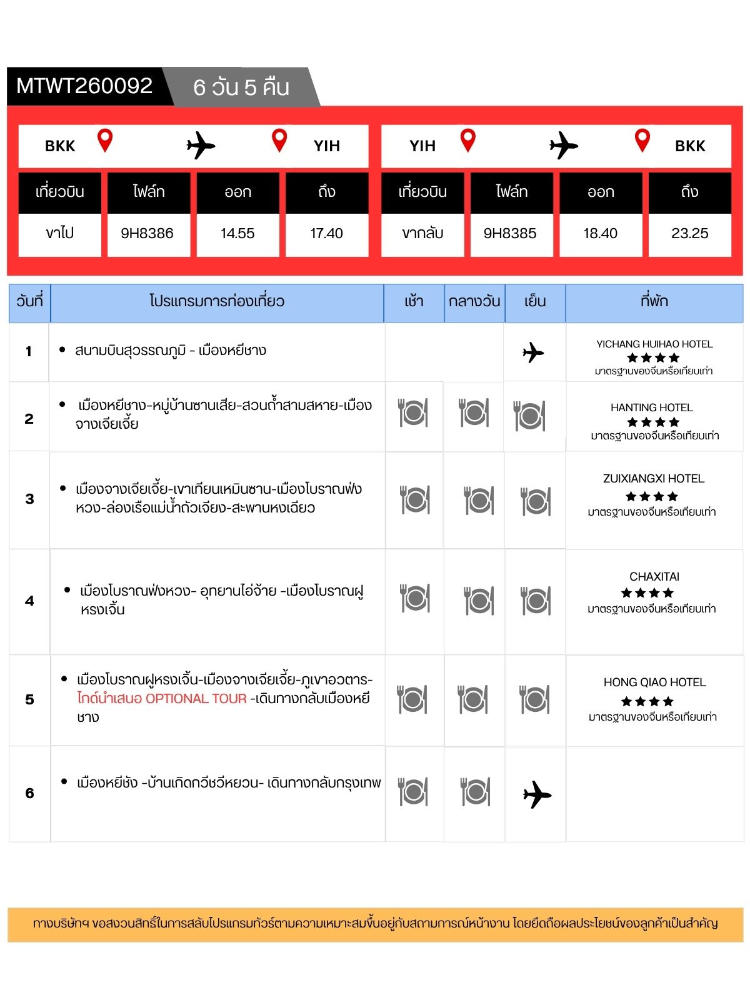 MTWT260092 6 วัน 5 คืน
BKK YIH YIH BKK
เที่ยวบิน ไฟล์ท ออก ถึง เที่ยวบิน ไฟล์ท ออก ถึง
ขาไป 9H8386 14.55 17.40 ขากลับ 9H8385 18.40 23.25
วันที่ โปรแกรมการท่องเที่ยว เช้า กลางวัน เย็น ที่พัก
1
• สนามบินสุวรรณภูมิ - เมืองหยีชาง
YICHANG HUIHAO HOTEL
★★★★
มาตรฐานของจีนหรือเทียบเท่า
2
• เมืองหยีชาง-หมู่บ้านซานเสีย-สวนถ้ำสามสหาย-เมือง
จางเจียเจี้ย
HANTING HOTEL
★★★★
มาตรฐานของจีนหรือเทียบเท่า
3
• เมืองจางเจียเจี้ย-เขาเทียนเหมินซาน-เมืองโบราณฟ่ง
หวง-ล่องเรือแม่น้ำถัวเจียง-สะพานหงเฉียว
ZUIXIANGXI HOTEL
★★★★
มาตรฐานของจีนหรือเทียบเท่า
4
• เมืองโบราณฟ่งหวง- อุทยานไอ่จ้าย -เมืองโบราณฝู
หรงเจิ้น
CHAXITAI
★★★★
มาตรฐานของจีนหรือเทียบเท่า
5
• เมืองโบราณฝูหรงเจิ้น-เมืองจางเจียเจี้ย-ภูเขาอวตาร-
ไกด์นำเสนอ OPTIONAL TOUR -เดินทางกลับเมืองหยี
ชาง
HONG QIAO HOTEL
★★★★
มาตรฐานของจีนหรือเทียบเท่า
6
• เมืองหยีชัง -บ้านเกิดกวีชวีหยวน- เดินทางกลับกรุงเทพ
ทางบริษัทฯ ขอสงวนสิทธิ์ในการสลับโปรแกรมทัวร์ตามความเหมาะสมขึ้นอยู่กับสถามการณ์หน้างาน โดยยึดถือผลประโยชน์ของลูกค้าเป็นสำคัญ